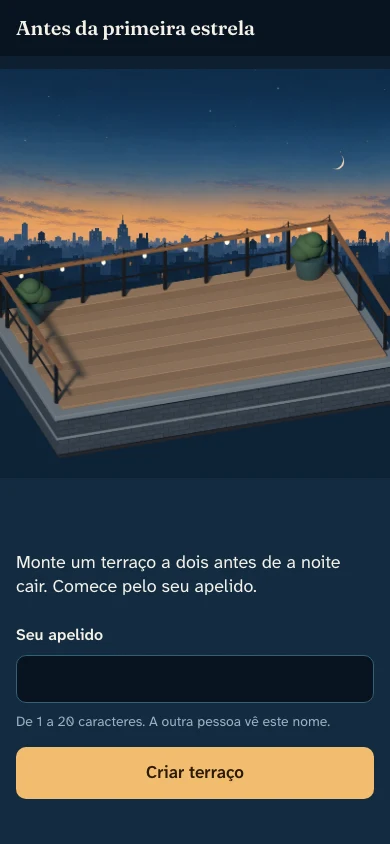 Antes da primeira estrela
Monte um terraço a dois antes de a noite
cair. Comece pelo seu apelido.
Seu apelido
De 1 a 20 caracteres. A outra pessoa vê este nome.
Criar terraço